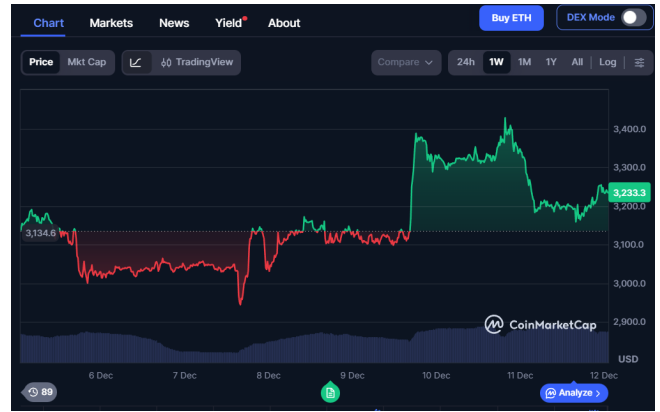 Chart Markets News Yield About Buy ETH DEX Mode
Price Mkt Cap TradingView Compare 24h 1W 1M 1Y All Log
3,400.0
3,300.0
3,233.3
3,200.0
3,134.6
3,100.0
3,000.0
2,900.0
CoinMarketCap
USD
6 Dec 7 Dec 8 Dec 9 Dec 10 Dec 11 Dec 12 Dec
89 Analyze >